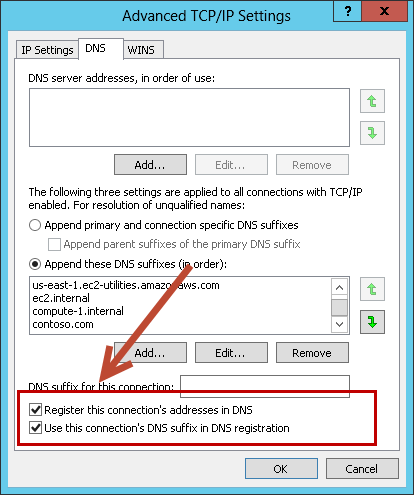 Advanced TCP/IP Settings
?
x
IP Settings
DNS
WINS
DNS server addresses, in order of use:
Add...
Edit...
Remove
The following three settings are applied to all connections with TCP/IP
enabled. For resolution of unqualified names:
Append primary and connection specific DNS suffixes
Append parent suffixes of the primary DNS suffix
Append these DNS suffixes (in order):
us-east-1.ec2-utilities.amazonaws.com
ec2.internal
compute-1.internal
contoso.com
Add...
Edit...
Remove
DNS suffix for this connection:
Register this connection's addresses in DNS
Use this connection's DNS suffix in DNS registration
OK
Cancel